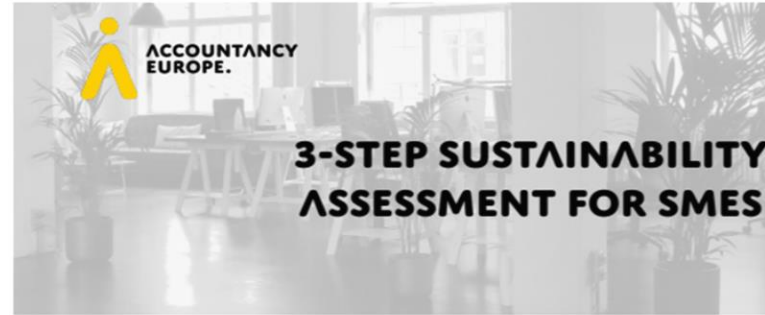 ACCOUNTANCY
EUROPE.
3-STEP SUSTAINABILITY
ASSESSMENT FOR SMES